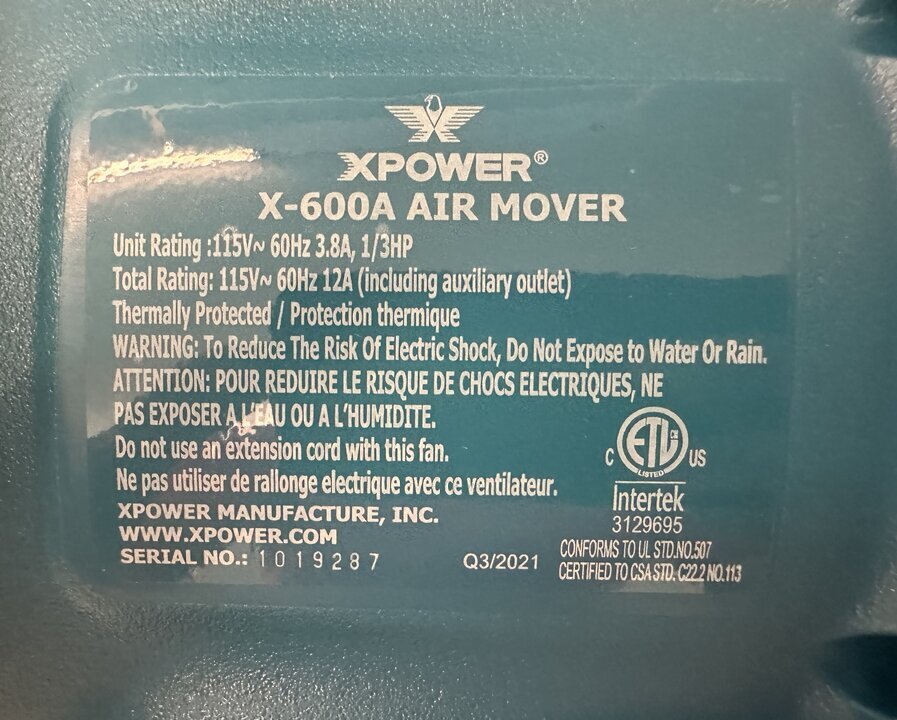 XPOWER®
X-600A AIR MOVER
Unit Rating :115V~ 60Hz 3.8A, 1/3HP
Total Rating: 115V~ 60Hz 12A (including auxiliary outlet)
Thermally Protected / Protection thermique
WARNING: To Reduce The Risk Of Electric Shock, Do Not Expose to Water Or Rain.
ATTENTION: POUR REDUIRE LE RISQUE DE CHOCS ELECTRIQUES, NE
PAS EXPOSER A L'EAU OU A L'HUMIDITE.
Do not use an extension cord with this fan.
Ne pas utiliser de rallonge electrique avec ce ventilateur.
XPOWER MANUFACTURE, INC.
WWW.XPOWER.COM
SERIAL NO.: 1019287
Q3/2021
C ETL CM US
LISTED
Intertek
3129695
CONFORMS TO UL STD.NO.507
CERTIFIED TO CSA STD. C22.2 NO.113